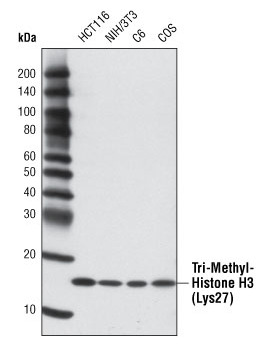 kDa
HCT116
NIH/3T3
C6
COS
200
140
100
80
60
50
40
30
20
10
Tri-Methyl-
Histone H3
(Lys27)